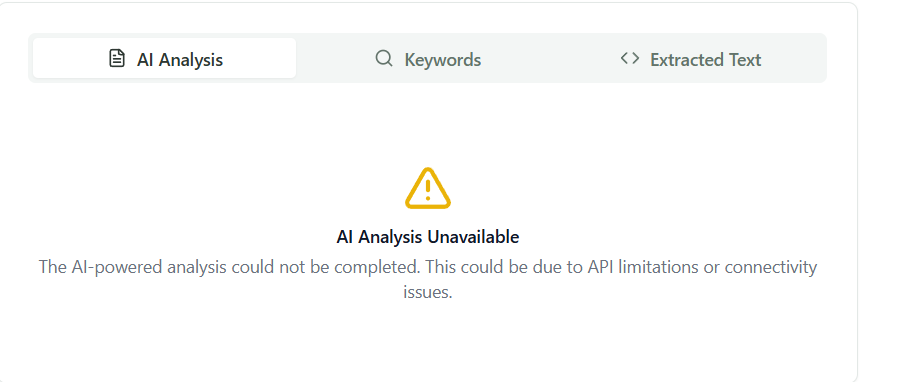 AI Analysis
Keywords
Extracted Text
AI Analysis Unavailable
The AI-powered analysis could not be completed. This could be due to API limitations or connectivity
issues.